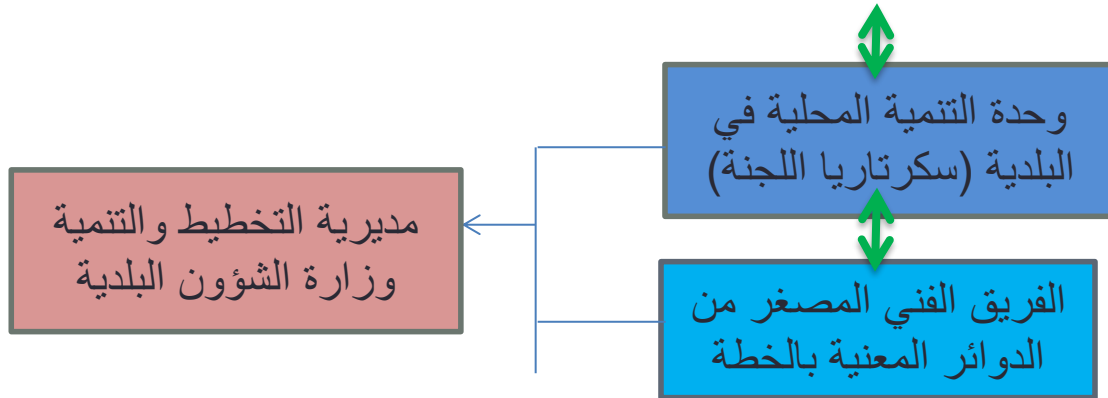 وحدة التنمية المحلية في
البلدية (سكرتاريا اللجنة)
مديرية التخطيط والتنمية
وزارة الشؤون البلدية
الفريق الفني المصغر من
الدوائر المعنية بالخطة